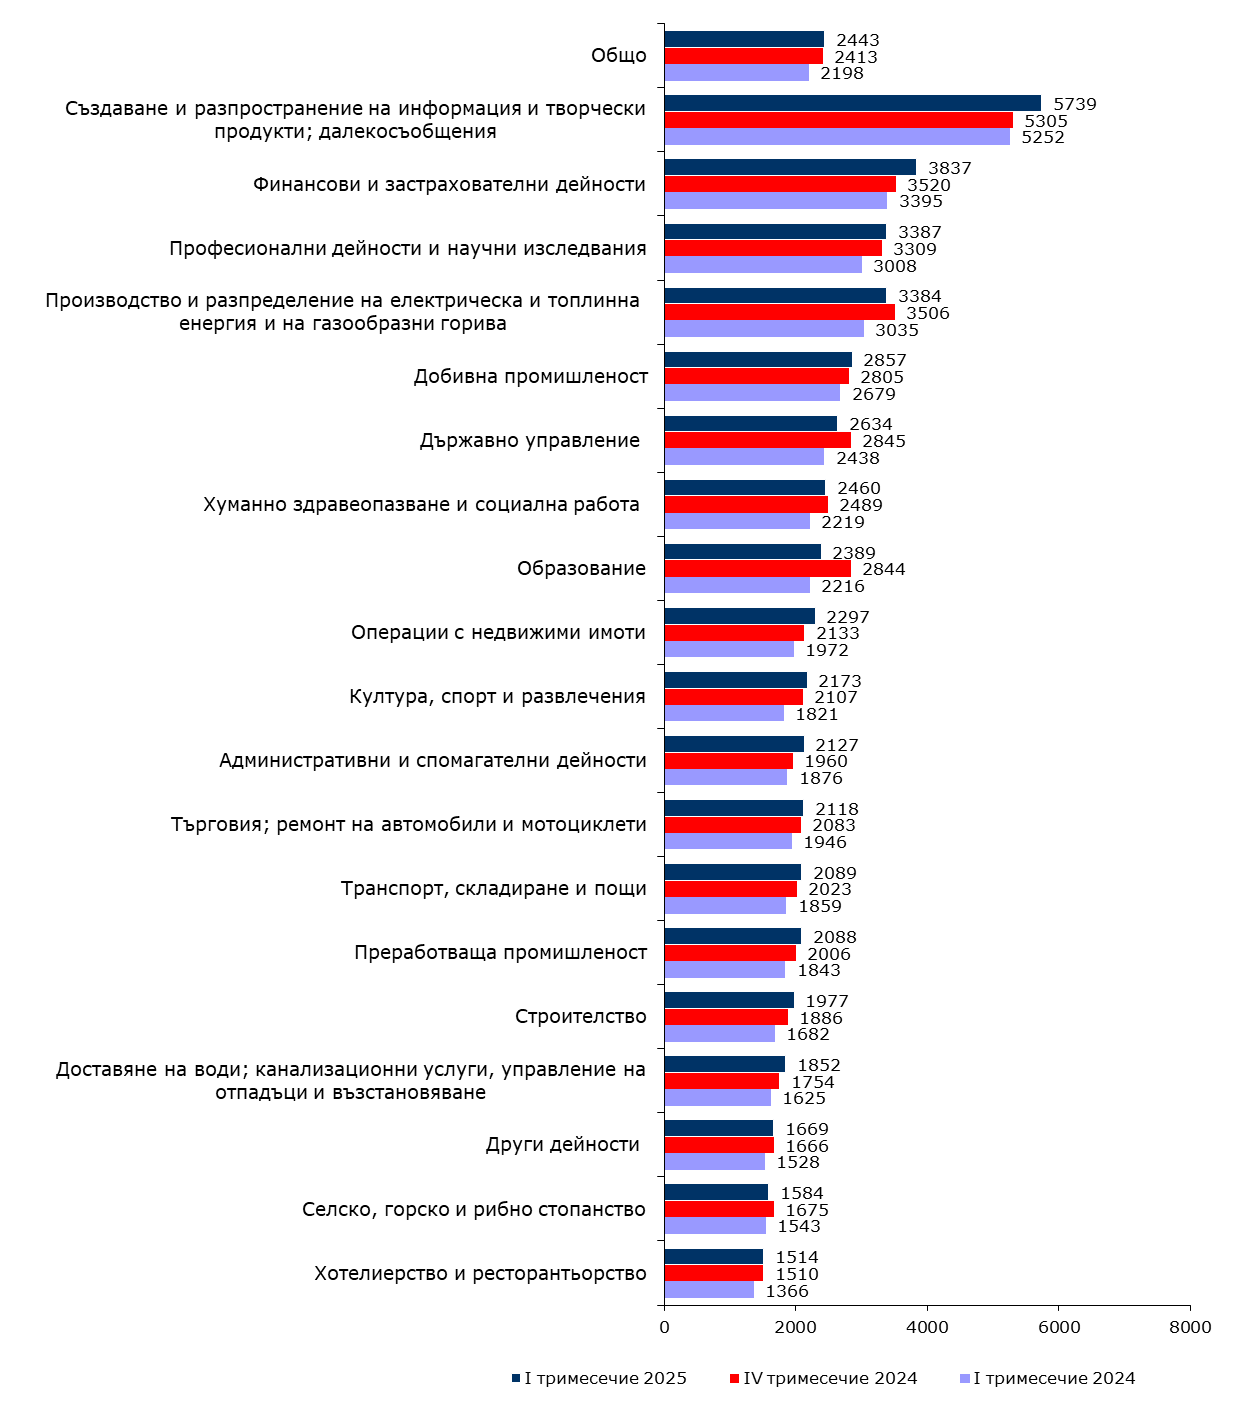 Общо
2443
2413
2198
Създаване и разпространение на информация и творчески
продукти; далекосъобщения
5739
5305
5252
Финансови и застрахователни дейности
3837
3520
3395
Професионални дейности и научни изследвания
3387
3309
3008
Производство и разпределение на електрическа и топлинна
енергия и на газообразни горива
3384
3506
3035
Добивна промишленост
2857
2805
2679
Държавно управление
2634
2845
2438
Хуманно здравеопазване и социална работа
2460
2489
2219
Образование
2389
2844
2216
Операции с недвижими имоти
2297
2133
1972
Култура, спорт и развлечения
2173
2107
1821
Административни и спомагателни дейности
2127
1960
1876
Търговия; ремонт на автомобили и мотоциклети
2118
2083
1946
Транспорт, складиране и пощи
2089
2023
1859
Преработваща промишленост
2088
2006
1843
Строителство
1977
1886
1682
Доставяне на води; канализационни услуги, управление на
отпадъци и възстановяване
1852
1754
1625
Други дейности
1669
1666
1528
Селско, горско и рибно стопанство
1584
1675
1543
Хотелиерство и ресторантьорство
1514
1510
1366
0 2000 4000 6000 8000
I тримесечие 2025 IV тримесечие 2024 I тримесечие 2024